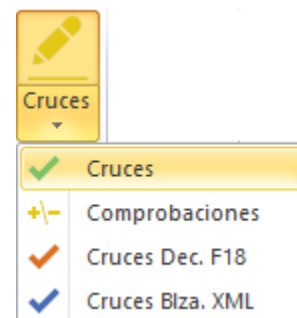 Cruces
Cruces
Comprobaciones
Cruces Dec. F18
Cruces Blza. XML